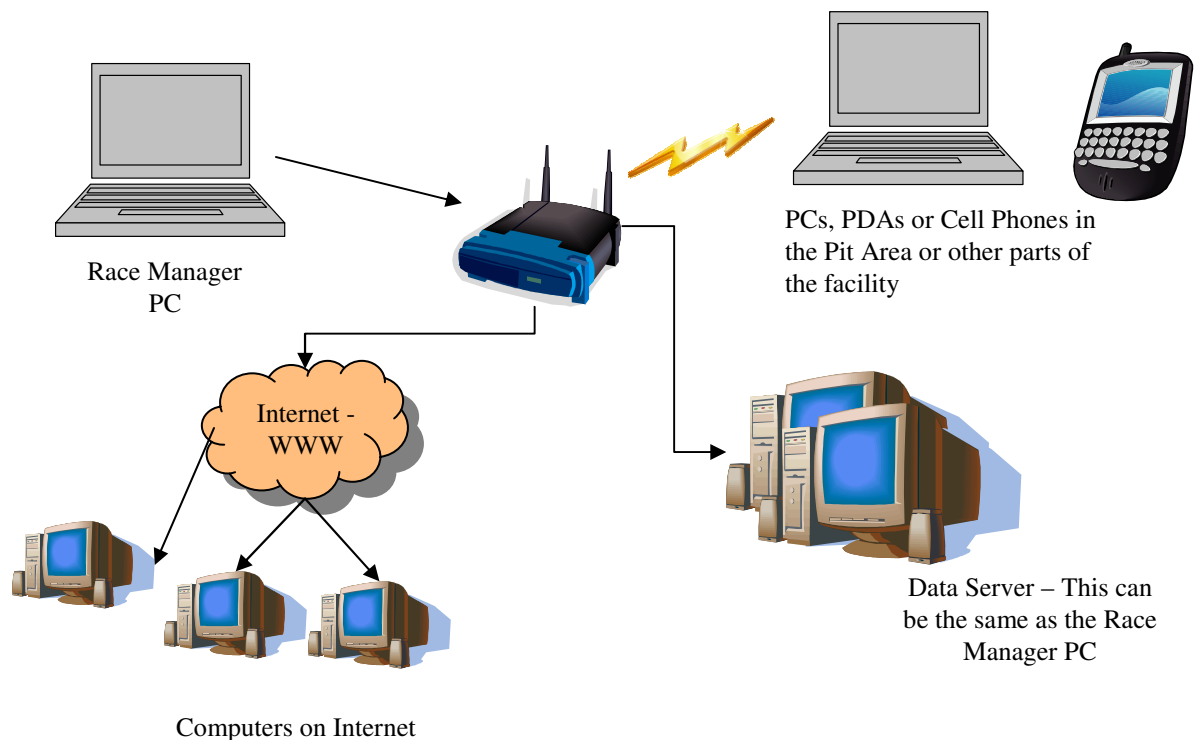 PCs, PDAs or Cell Phones in
the Pit Area or other parts of
the facility
Race Manager
PC
Internet -
WWW
Data Server – This can
be the same as the Race
Manager PC
Computers on Internet